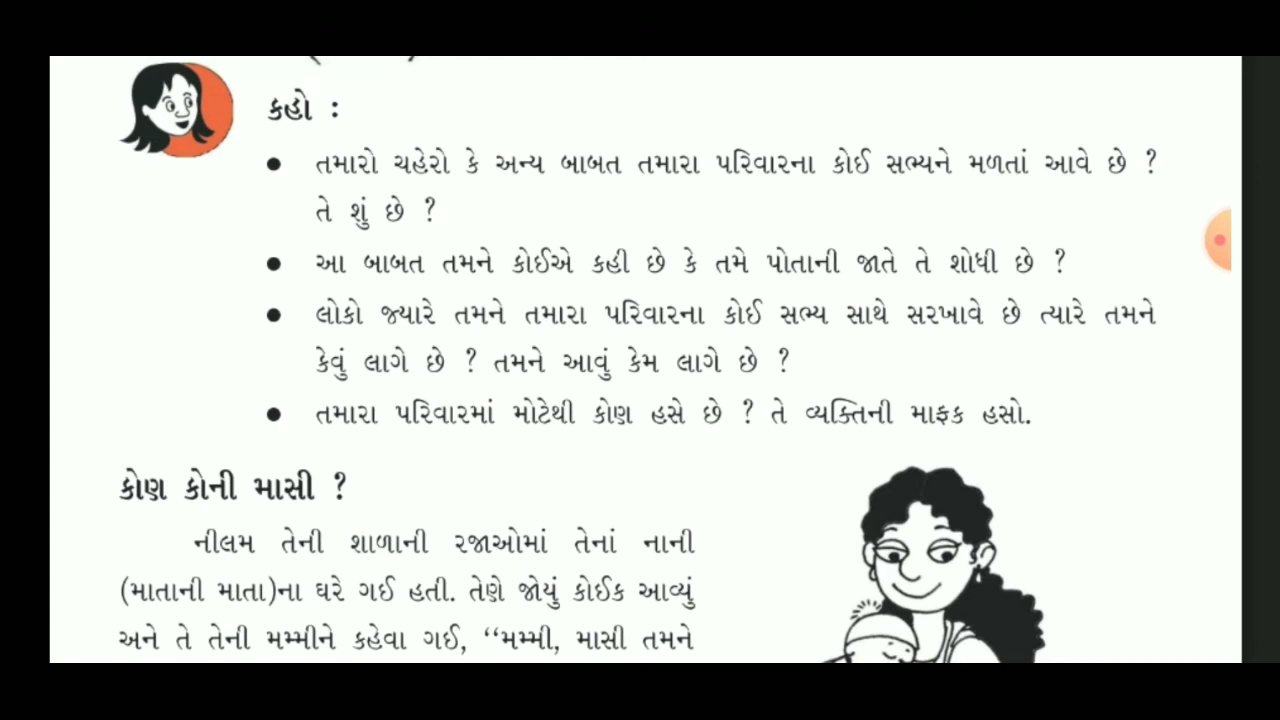 કહો :
● તમારો ચહેરો કે અન્ય બાબત તમારા પરિવારના કોઈ સભ્યને મળતાં આવે છે ?
તે શું છે ?
● આ બાબત તમને કોઈએ કહી છે કે તમે પોતાની જાતે તે શોધી છે ?
● લોકો જ્યારે તમને તમારા પરિવારના કોઈ સભ્ય સાથે સરખાવે છે ત્યારે તમને
કેવું લાગે છે ? તમને આવું કેમ લાગે છે ?
● તમારા પરિવારમાં મોટેથી કોણ હસે છે ? તે વ્યક્તિની માફક હસો.
કોણ કોની માસી ?
નીલમ તેની શાળાની રજાઓમાં તેનાં નાની
(માતાની માતા)ના ઘરે ગઈ હતી. તેણે જોયું કોઈક આવ્યું
અને તે તેની મમ્મીને કહેવા ગઈ, “મમ્મી, માસી તમને